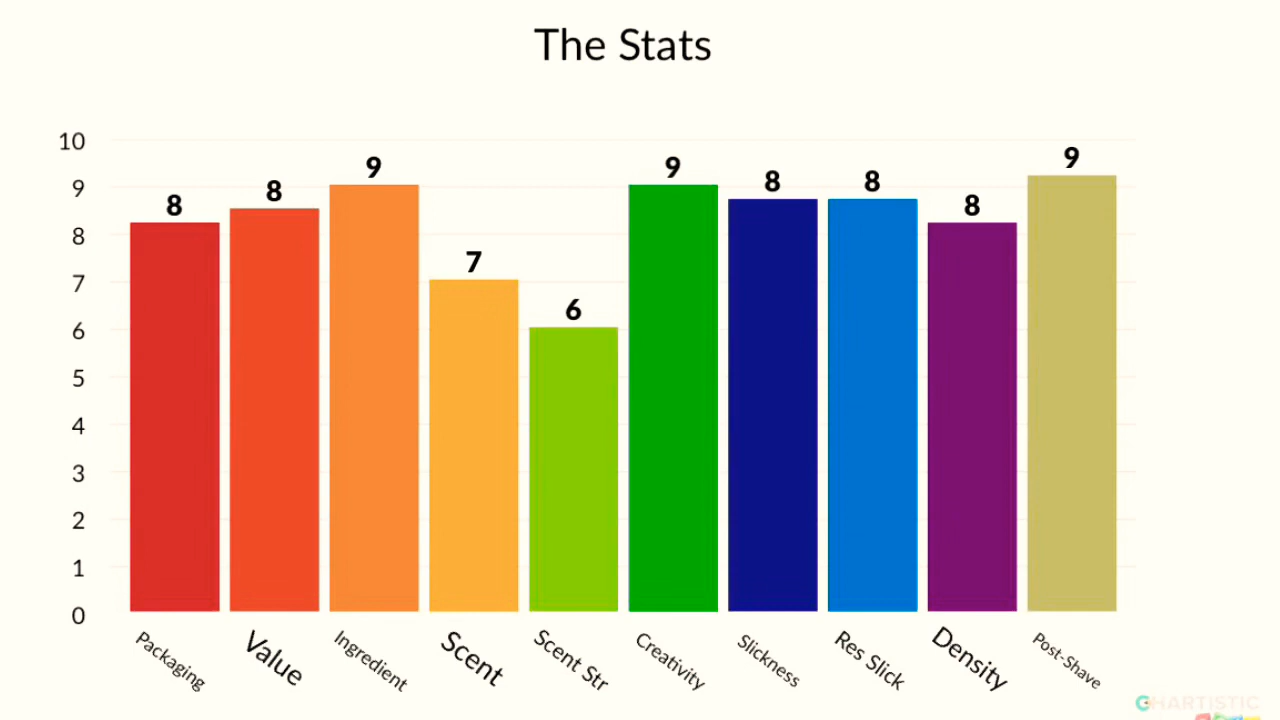 The Stats
10
9
8
7
6
5
4
3
2
1
0
8
8
9
7
6
9
8
8
8
9
Packaging
Value
Ingredient
Scent
Scent Str
Creativity
Slickness
Res Slick
Density
Post-Shave
CHARTISTIC